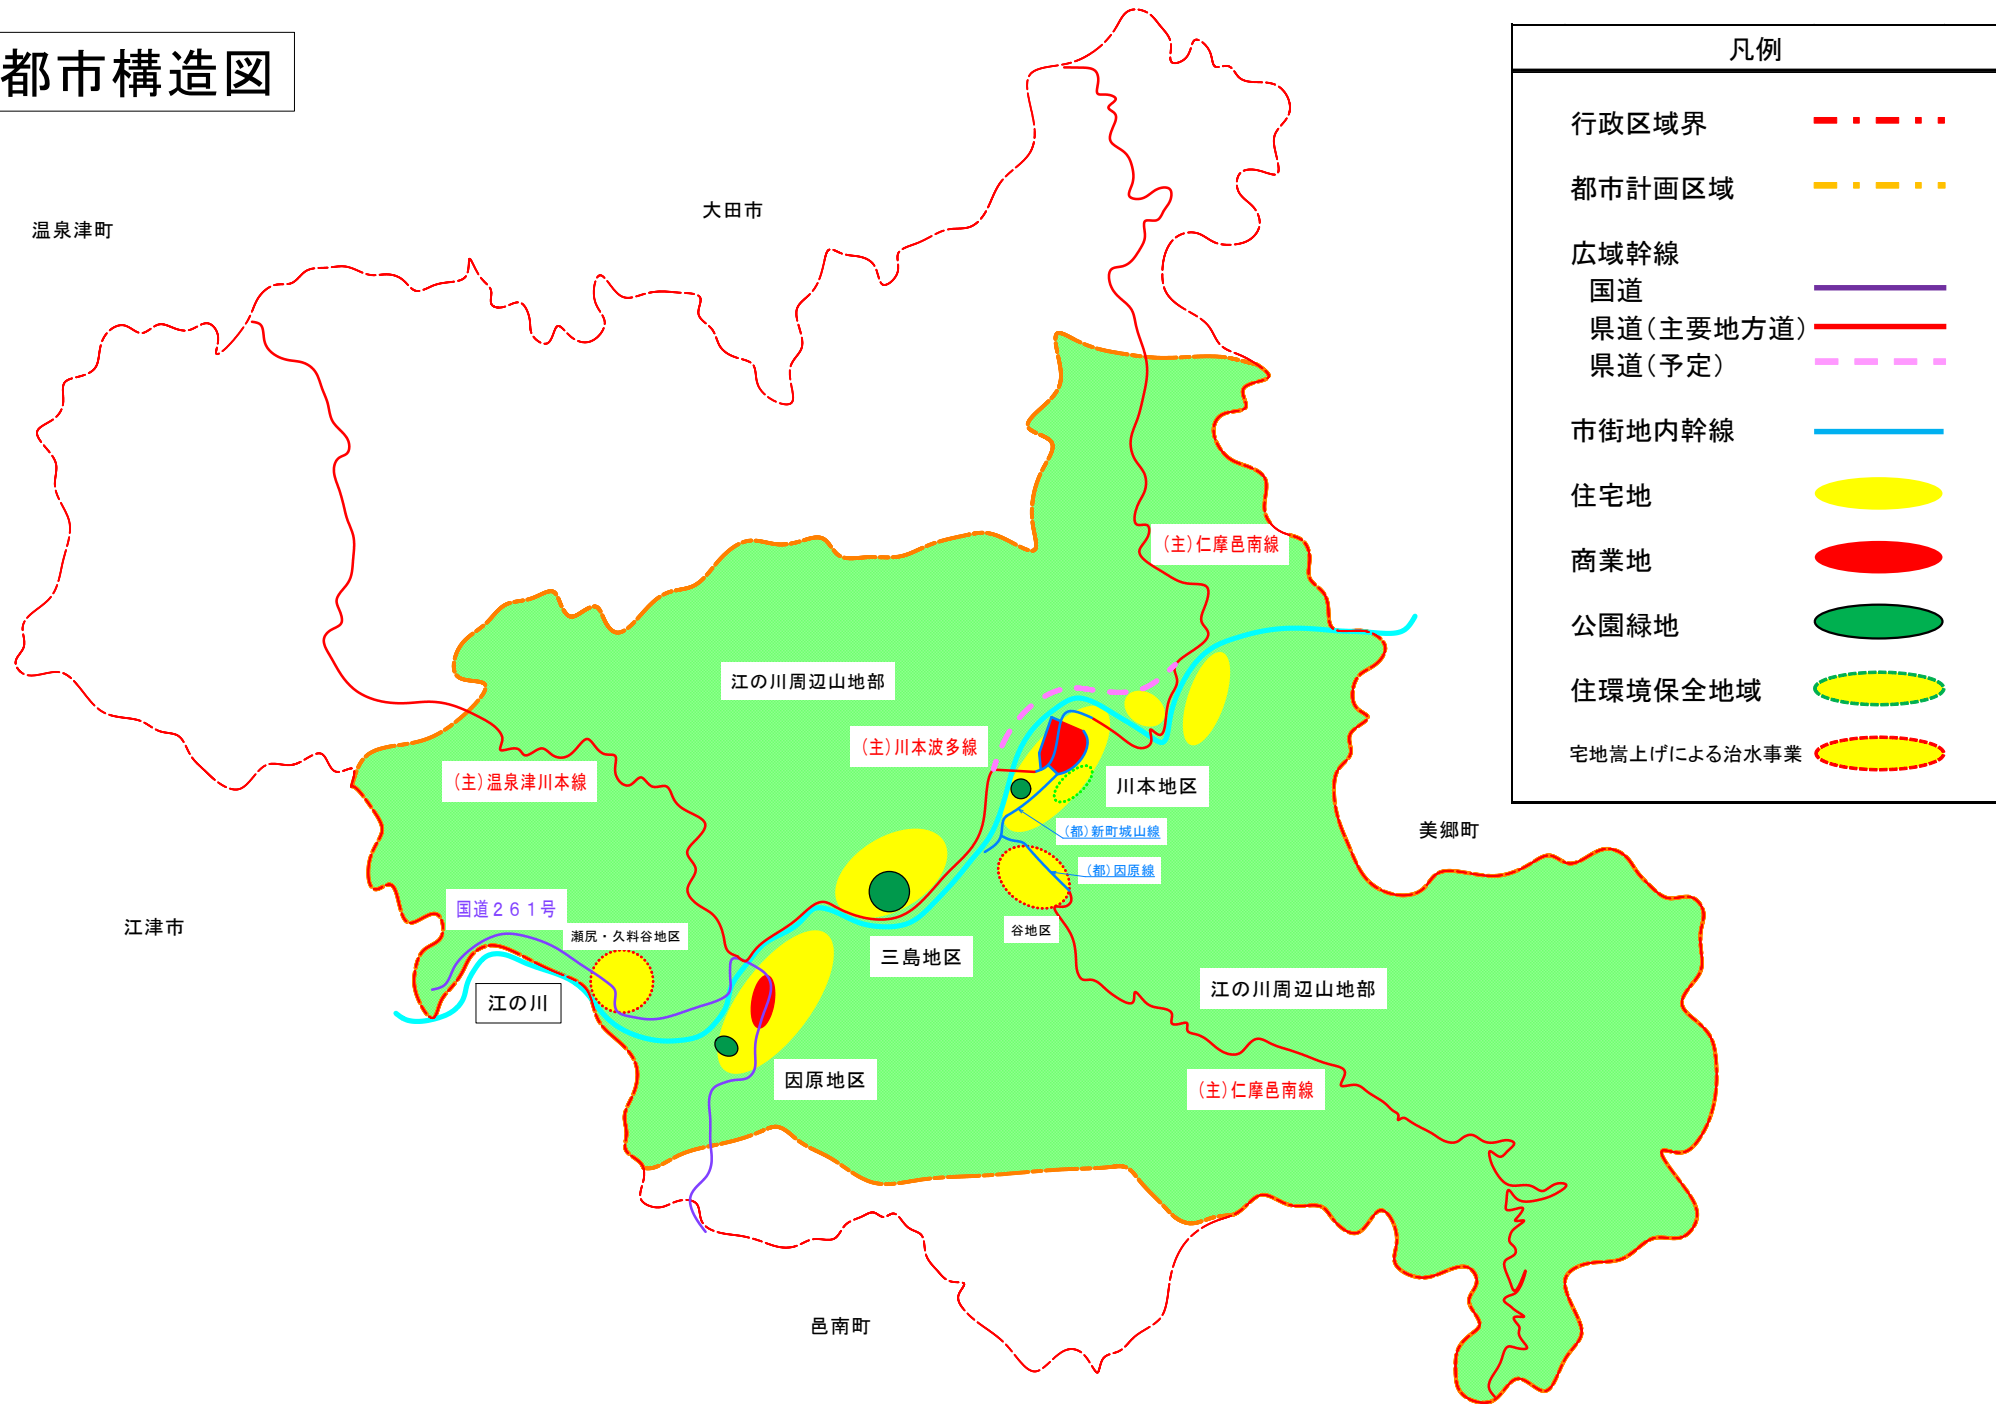 都市構造図
凡例
行政区域界
都市計画区域
広域幹線
国道
県道(主要地方道)
県道(予定)
市街地内幹線
住宅地
商業地
公園緑地
住環境保全地域
宅地嵩上げによる治水事業
温泉津町
大田市
(主)仁摩邑南線
江の川周辺山地部
(主)川本波多線
(主)温泉津川本線
川本地区
(都)新町城山線
美郷町
(都)因原線
国道261号
江津市
瀬尻・久料谷地区
谷地区
三島地区
江の川
江の川周辺山地部
因原地区
(主)仁摩邑南線
邑南町